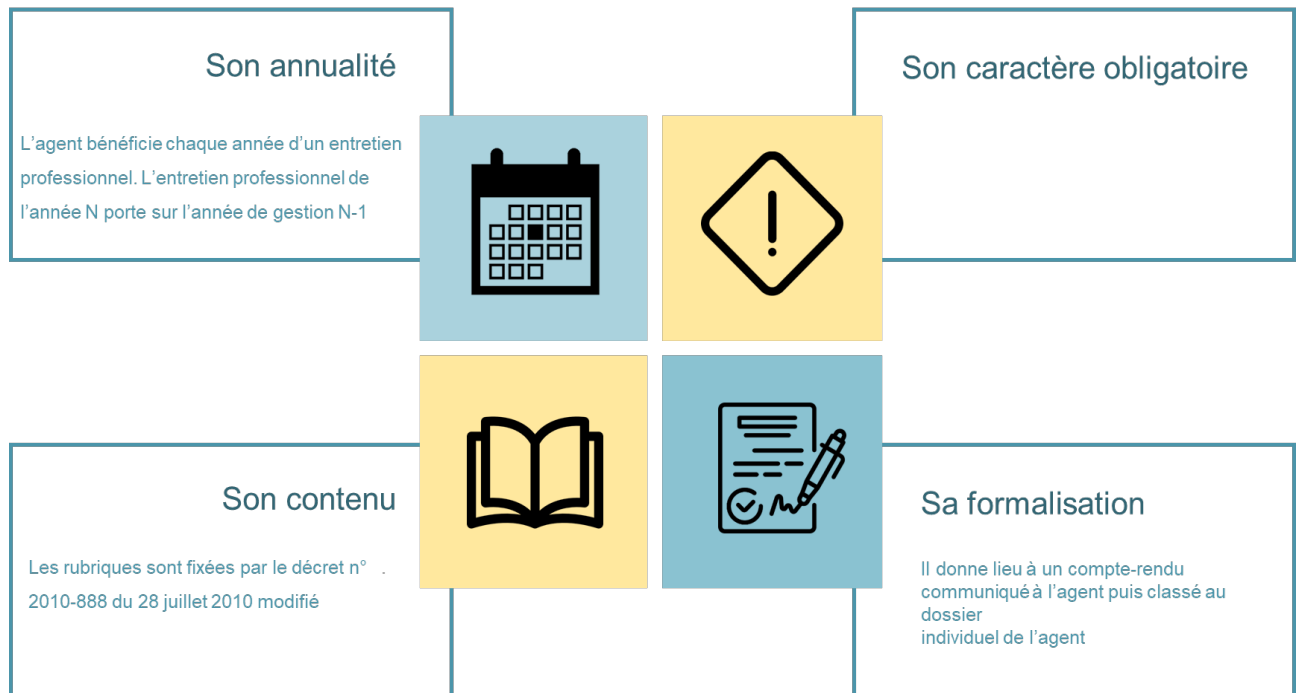 Son annualité
L’agent bénéficie chaque année d’un entretien
professionnel. L’entretien professionnel de
l’année N porte sur l’année de gestion N-1
Son caractère obligatoire
Son contenu
Les rubriques sont fixées par le décret n° .
2010-888 du 28 juillet 2010 modifié
Sa formalisation
Il donne lieu à un compte-rendu
communiqué à l’agent puis classé au
dossier
individuel de l’agent